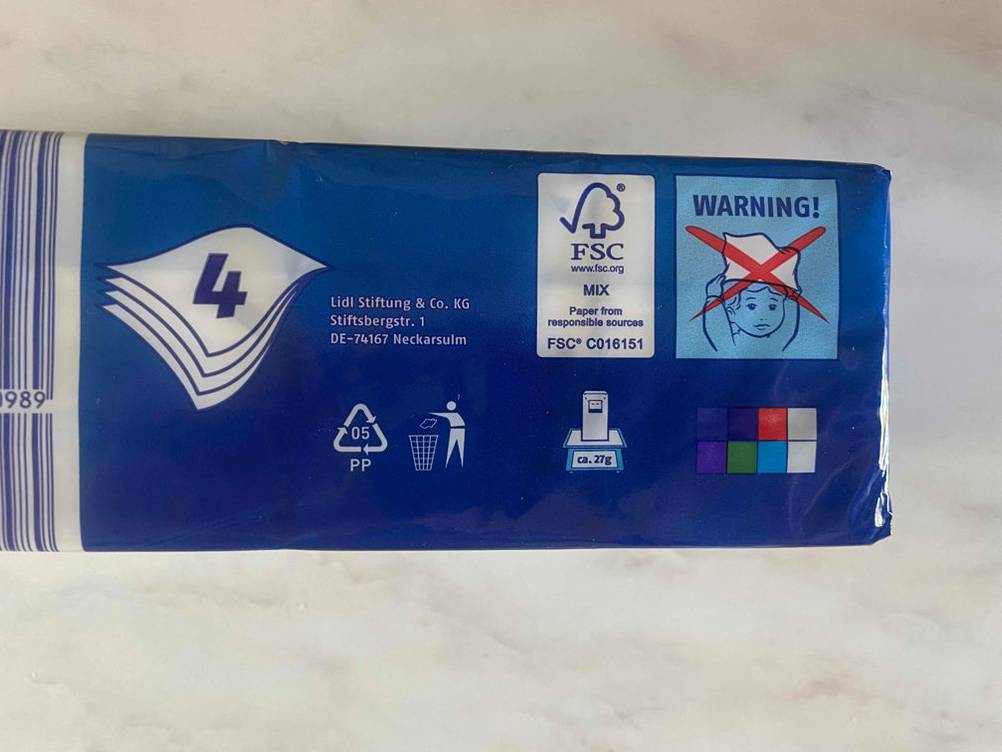 4
Lidl Stiftung & Co. KG
Stiftsbergstr. 1
DE-74167 Neckarsulm
FSC®
www.fsc.org
MIX
Paper from
responsible sources
FSC® C016151
WARNING!
989
05
PP
ca. 27g